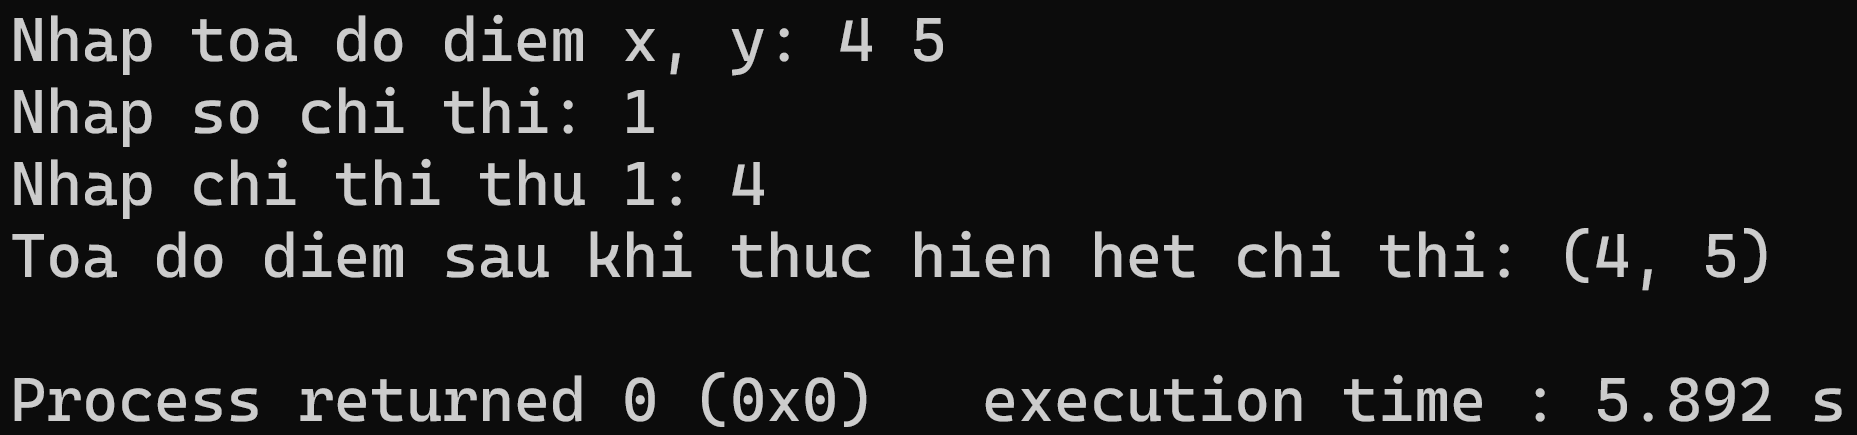 Nhap toa do diem x, y: 4 5
Nhap so chi thi: 1
Nhap chi thi thu 1: 4
Toa do diem sau khi thuc hien het chi thi: (4, 5)
Process returned 0 (0x0)   execution time : 5.892 s